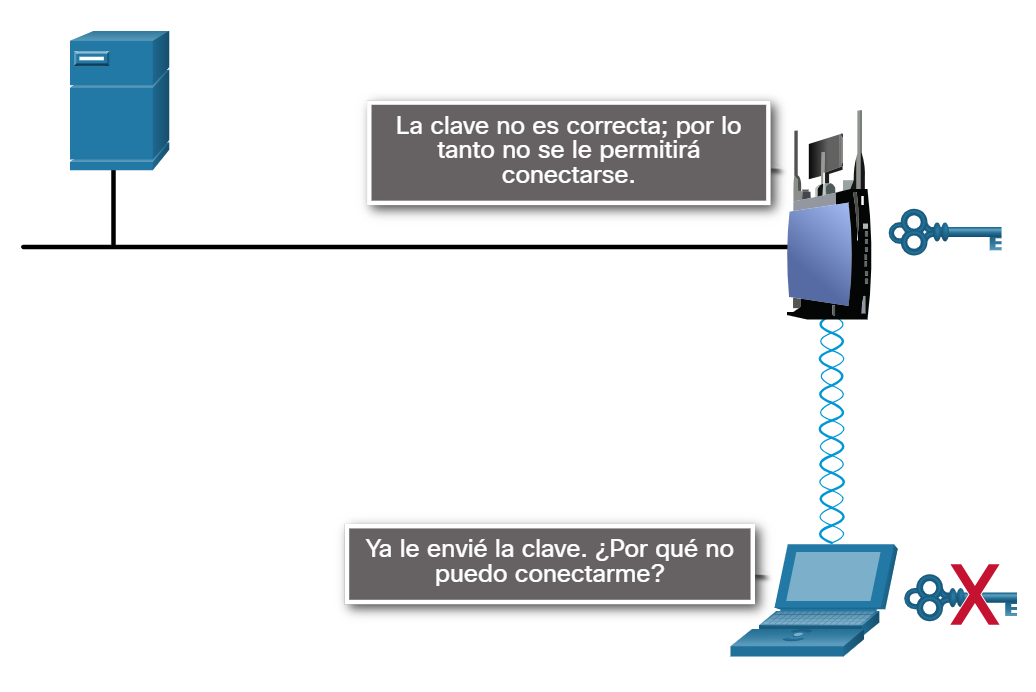 La clave no es correcta; por lo
tanto no se le permitirá
conectarse.
Ya le envié la clave. ¿Por qué no
puedo conectarme?